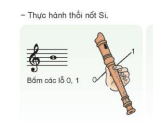 – Thực hành thổi nốt Si.
0
1
Bấm các lỗ 0, 1